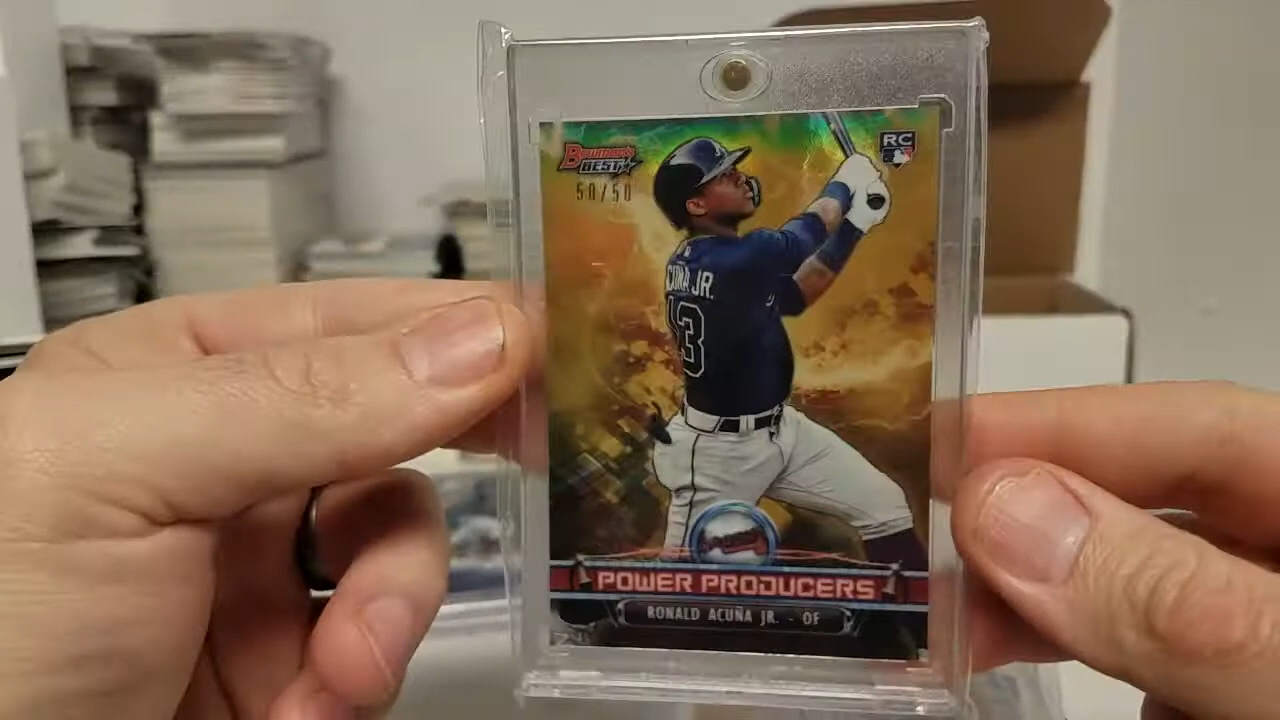 Bowman's
BEST
RC
50/50
CUÑA JR.
13
POWER PRODUCERS
RONALD ACUÑA JR. - OF